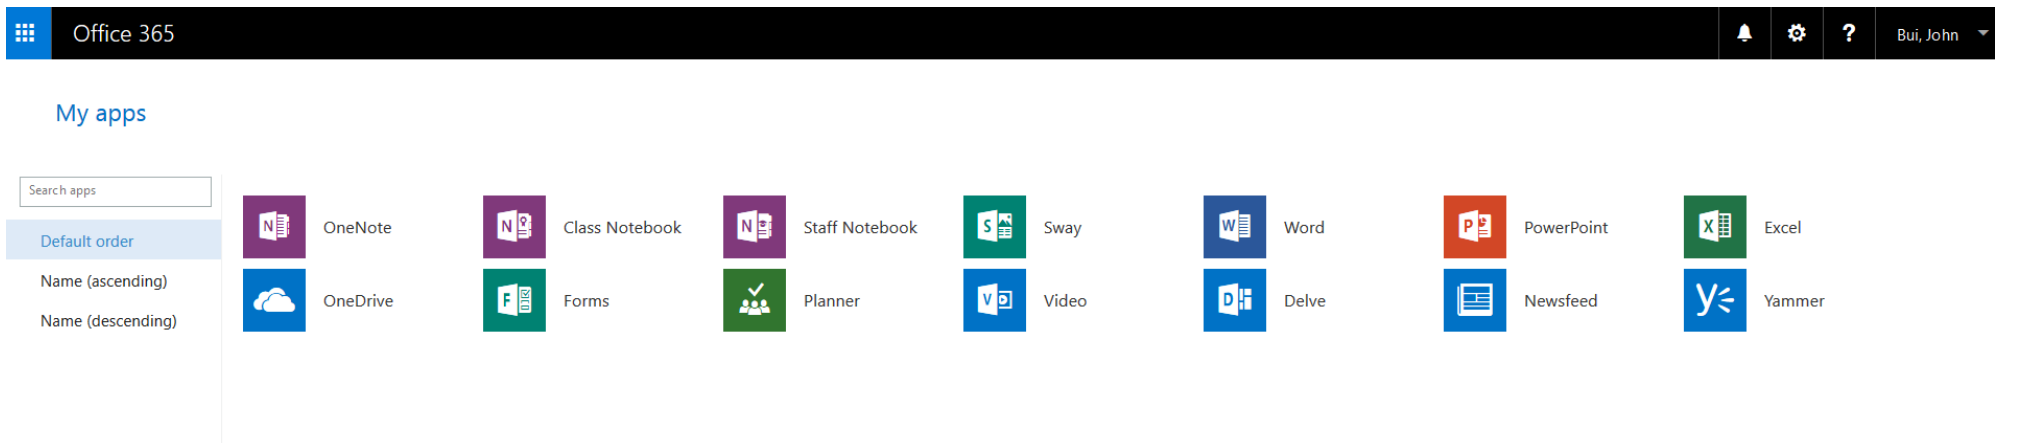 Office 365
? Bui, John
My apps
Search apps
Default order
Name (ascending)
Name (descending)
N OneNote N Class Notebook N Staff Notebook S Sway W Word P PowerPoint X Excel
OneDrive F Forms Planner V Video D Delve Newsfeed Yammer